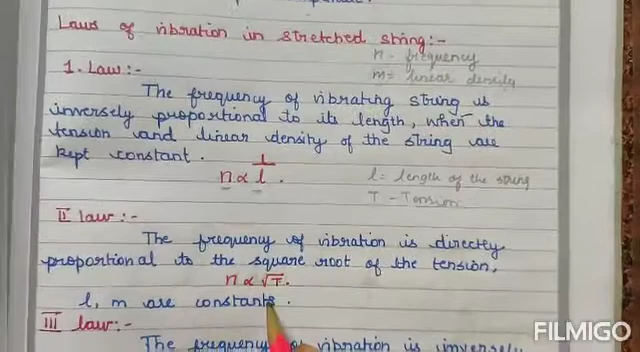 Laws of vibration in stretched string:-
n - frequency
m = linear density
1. Law:-
The frequency of vibrating string is
inversely propotional to its length, when the
tension and linear density of the string are
kept constant.
n ∝ 1/l.
l = length of the string
T - Tension
II law:-
The frequency of vibration is directly
proportional to the square root of the tension,
n ∝ √T.
l, m are constants.
III law:-
The frequency of vibration is inversely
FILMIGO